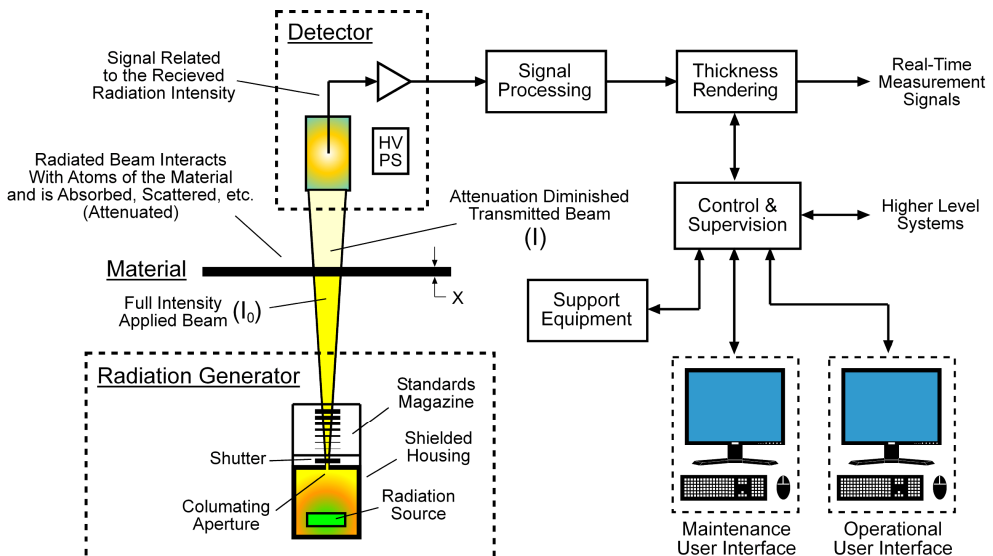 Detector
Signal Related
to the Recieved
Radiation Intensity
HV
PS
Signal
Processing
Thickness
Rendering
Real-Time
Measurement
Signals
Radiated Beam Interacts
With Atoms of the Material
and is Absorbed, Scattered, etc.
(Attenuated)
Attenuation Diminished
Transmitted Beam
(I)
Control &
Supervision
Higher Level
Systems
Material
X
Full Intensity
Applied Beam (I₀)
Support
Equipment
Radiation Generator
Standards
Magazine
Shutter
Shielded
Housing
Columating
Aperture
Radiation
Source
Maintenance
User Interface
Operational
User Interface